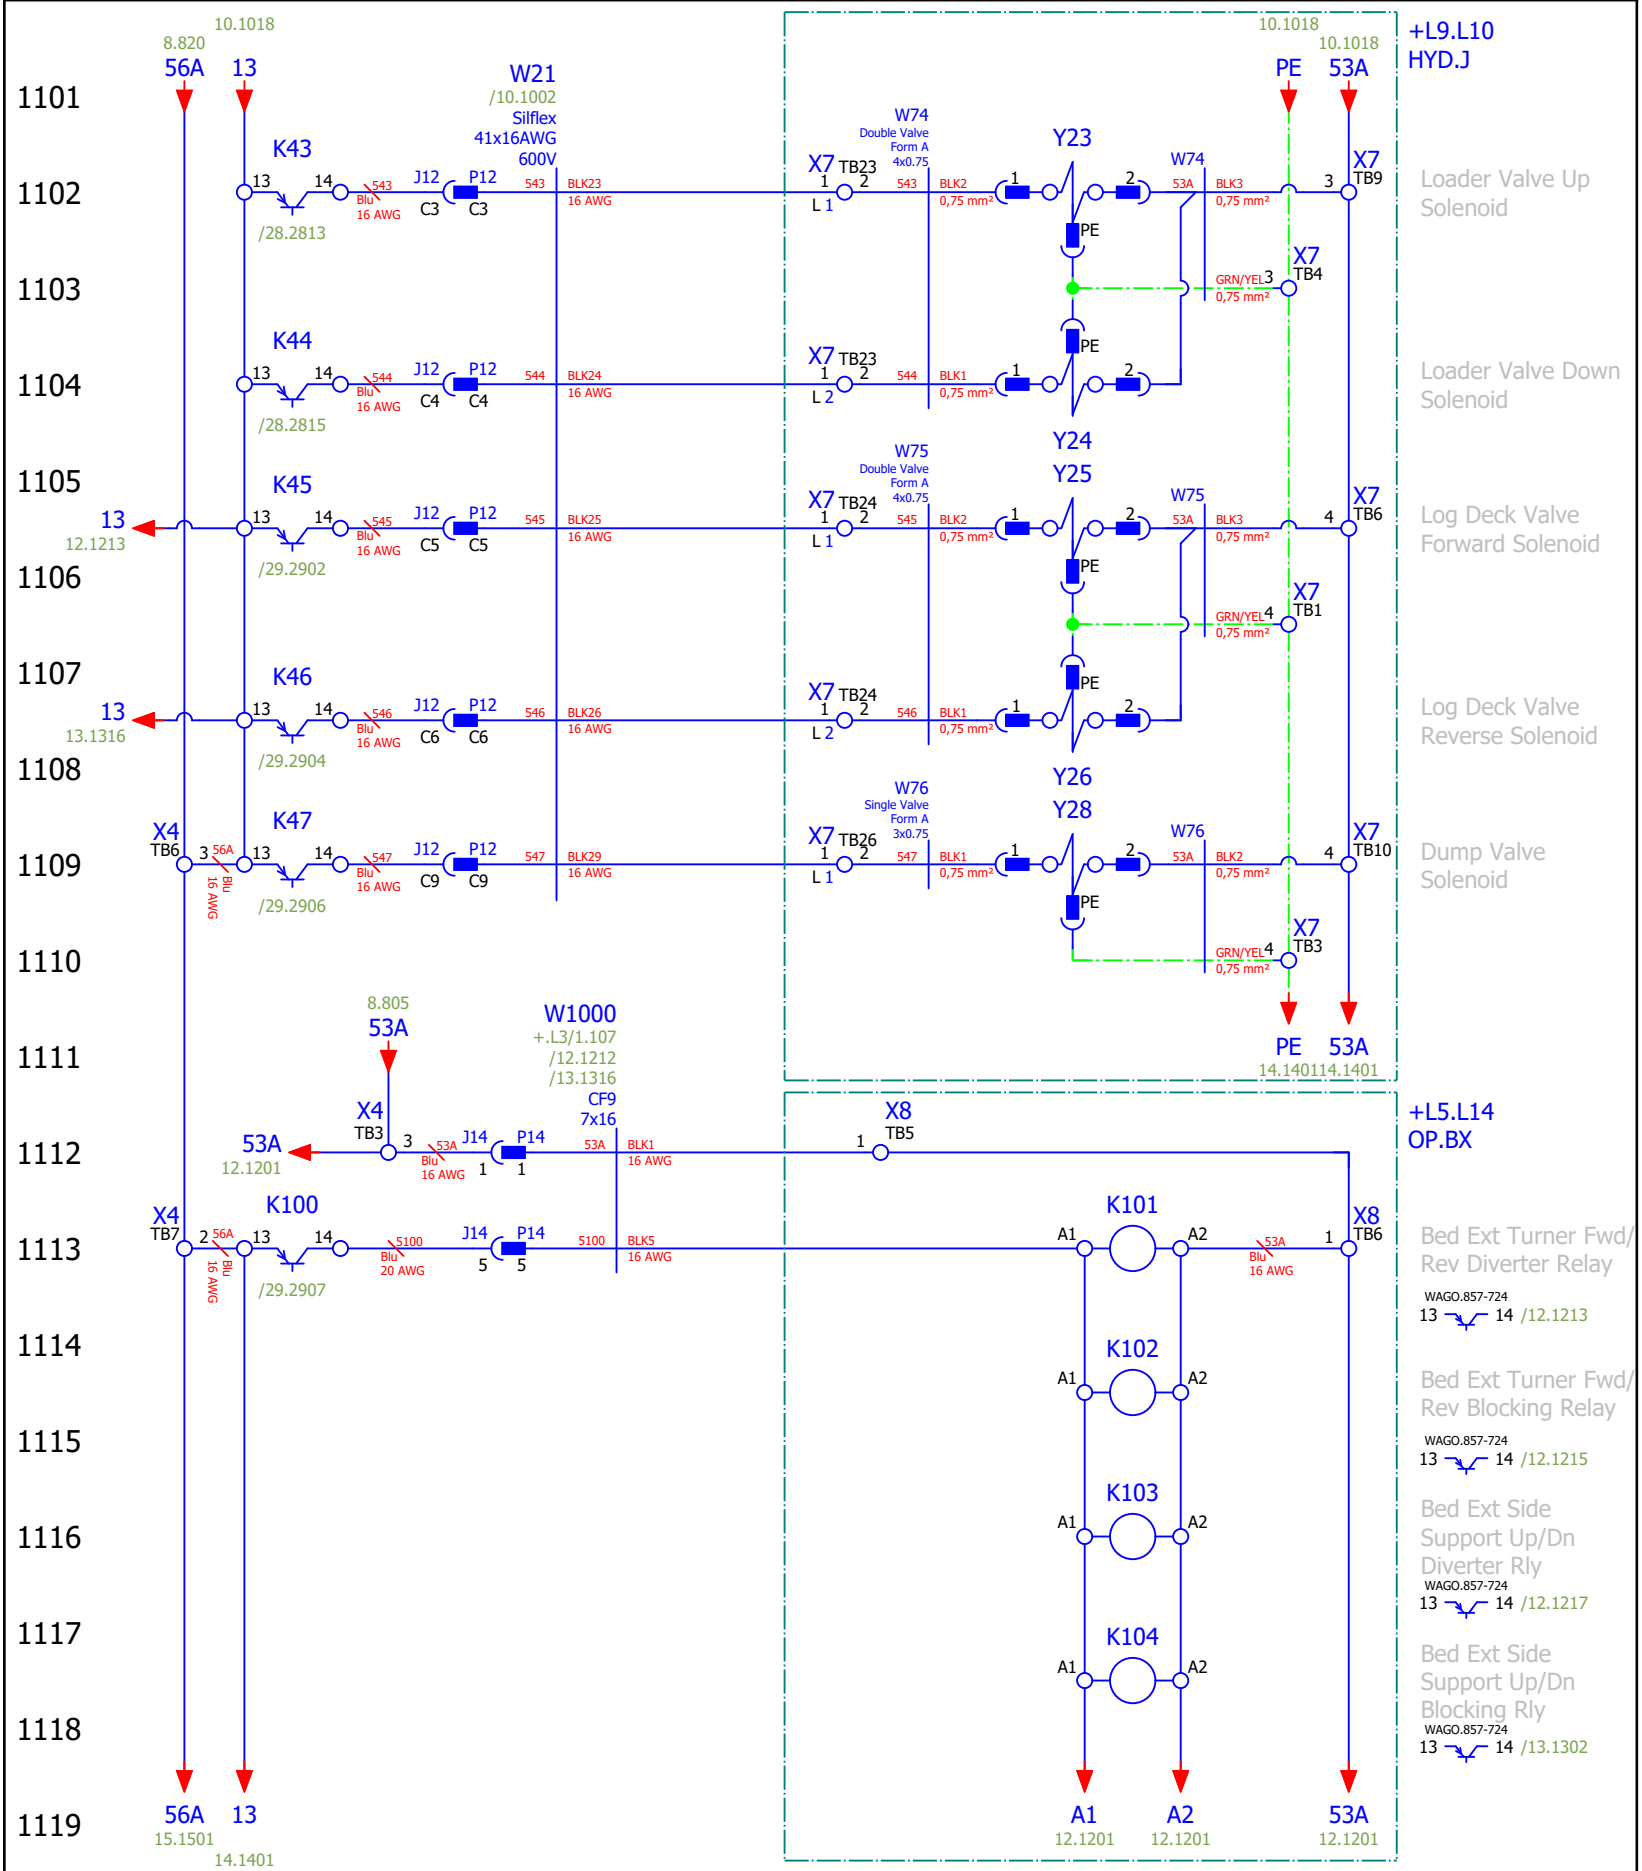 10.1018
8.820
56A 13
10.1018
10.1018
PE 53A
+L9.L10
HYD.J
1101
W21
/10.1002
Silflex
41x16AWG
600V
W74
Double Valve
Form A
4x0.75
K43
Y23
W74
X7
TB9
1102
13 14
543
Blu
16 AWG
J12 P12
C3 C3
543 BLK23
16 AWG
X7 TB23
1 2
L 1
543 BLK2
0,75 mm²
1 2
53A BLK3
0,75 mm²
3
Loader Valve Up
Solenoid
/28.2813
PE
1103
GRN/YEL 3
0,75 mm²
X7
TB4
K44
PE
1104
13 14
544
Blu
16 AWG
J12 P12
C4 C4
544 BLK24
16 AWG
X7 TB23
1 2
L 2
544 BLK1
0,75 mm²
1 2
Loader Valve Down
Solenoid
/28.2815
Y24
1105
W75
Double Valve
Form A
4x0.75
K45
Y25
W75
X7
TB6
13
12.1213
13 14
545
Blu
16 AWG
J12 P12
C5 C5
545 BLK25
16 AWG
X7 TB24
1 2
L 1
545 BLK2
0,75 mm²
1 2
53A BLK3
0,75 mm²
4
Log Deck Valve
Forward Solenoid
/29.2902
PE
1106
GRN/YEL 4
0,75 mm²
X7
TB1
1107
K46
PE
13
13.1316
13 14
546
Blu
16 AWG
J12 P12
C6 C6
546 BLK26
16 AWG
X7 TB24
1 2
L 2
546 BLK1
0,75 mm²
1 2
Log Deck Valve
Reverse Solenoid
/29.2904
Y26
1108
W76
Single Valve
Form A
3x0.75
K47
Y28
W76
X7
TB10
1109
X4
TB6
3 56A
Blu
16 AWG
13 14
547
Blu
16 AWG
J12 P12
C9 C9
547 BLK29
16 AWG
X7 TB26
1 2
L 1
547 BLK1
0,75 mm²
1 2
53A BLK2
0,75 mm²
4
Dump Valve
Solenoid
/29.2906
PE
1110
GRN/YEL 4
0,75 mm²
X7
TB3
8.805
53A
W1000
+.L3/1.107
/12.1212
/13.1316
CF9
7x16
1111
PE 53A
14.1401 14.1401
+L5.L14
OP.BX
1112
53A
12.1201
X4
TB3
3
53A
Blu
16 AWG
J14 P14
1 1
53A BLK1
16 AWG
X8
1 TB5
1113
X4
TB7
2 56A
Blu
16 AWG
K100
13 14
/29.2907
5100
Blu
20 AWG
J14 P14
5 5
5100 BLK5
16 AWG
K101
A1 A2
53A
Blu
16 AWG
1
X8
TB6
Bed Ext Turner Fwd/
Rev Diverter Relay
WAGO.857-724
13 14 /12.1213
1114
K102
A1 A2
Bed Ext Turner Fwd/
Rev Blocking Relay
WAGO.857-724
13 14 /12.1215
1115
K103
A1 A2
1116
Bed Ext Side
Support Up/Dn
Diverter Rly
WAGO.857-724
13 14 /12.1217
1117
K104
A1 A2
Bed Ext Side
Support Up/Dn
Blocking Rly
WAGO.857-724
13 14 /13.1302
1118
1119
56A 13
15.1501
14.1401
A1 A2 53A
12.1201 12.1201 12.1201